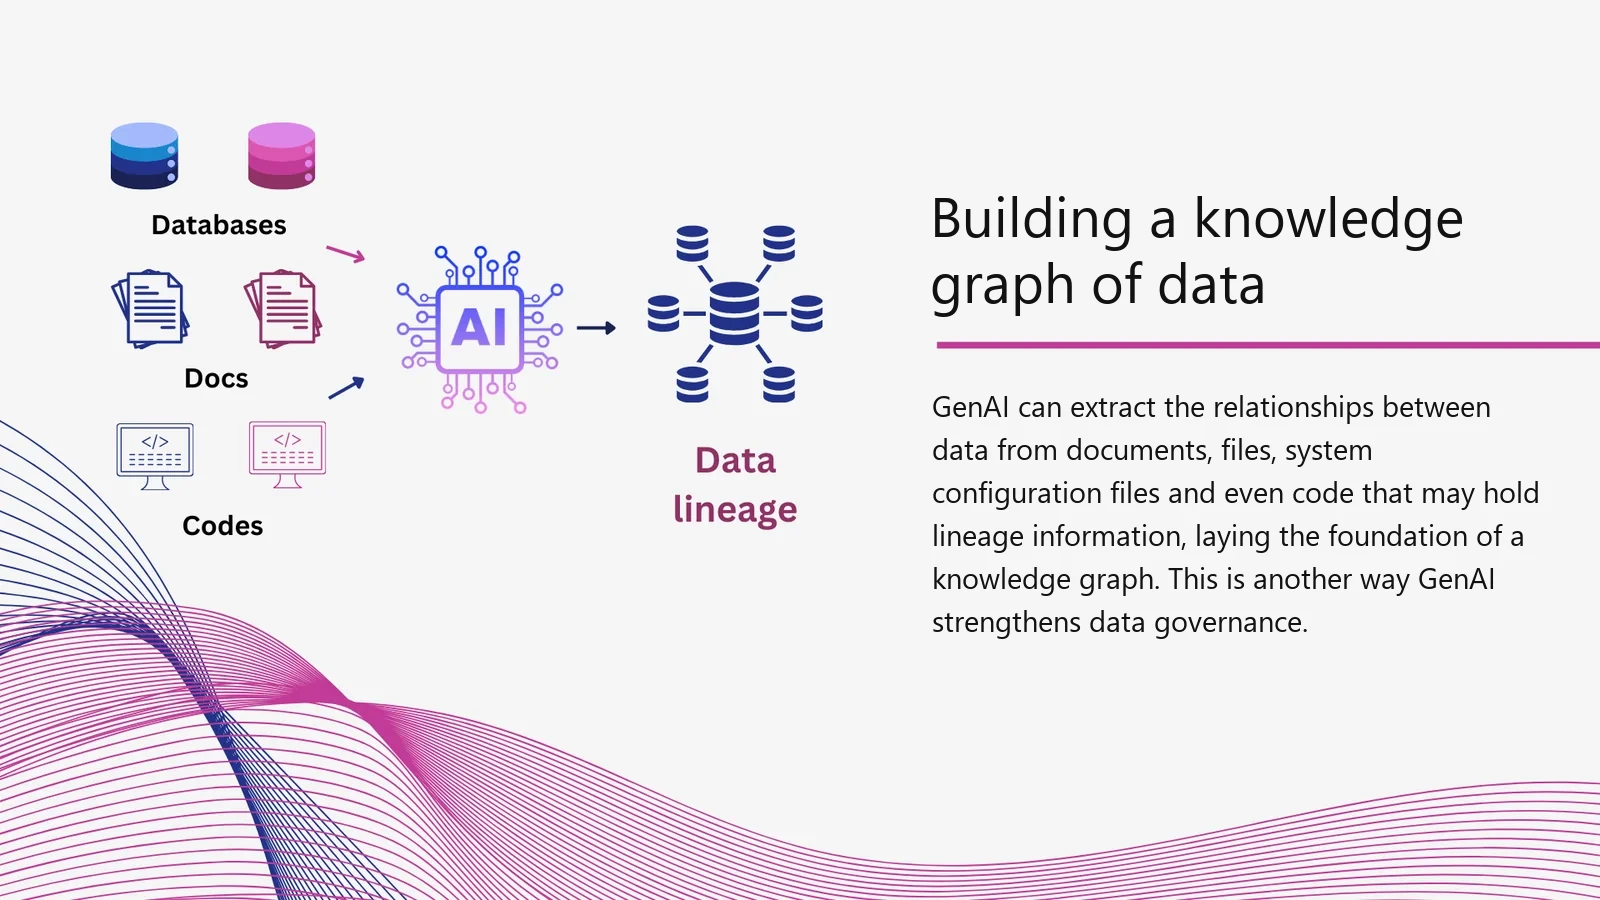 Databases
Docs
</>
</>
Codes
AI
Data
lineage
Building a knowledge
graph of data
GenAI can extract the relationships between
data from documents, files, system
configuration files and even code that may hold
lineage information, laying the foundation of a
knowledge graph. This is another way GenAI
strengthens data governance.